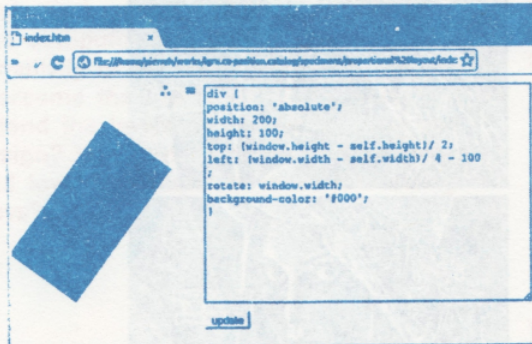 index.htm ×
div {
position: 'absolute';
width: 200;
height: 100;
top: (window.height - self.height)/ 2;
left: (window.width - self.width)/ 4 - 100
;
rotate: window.width;
background-color: '#000';
}
update